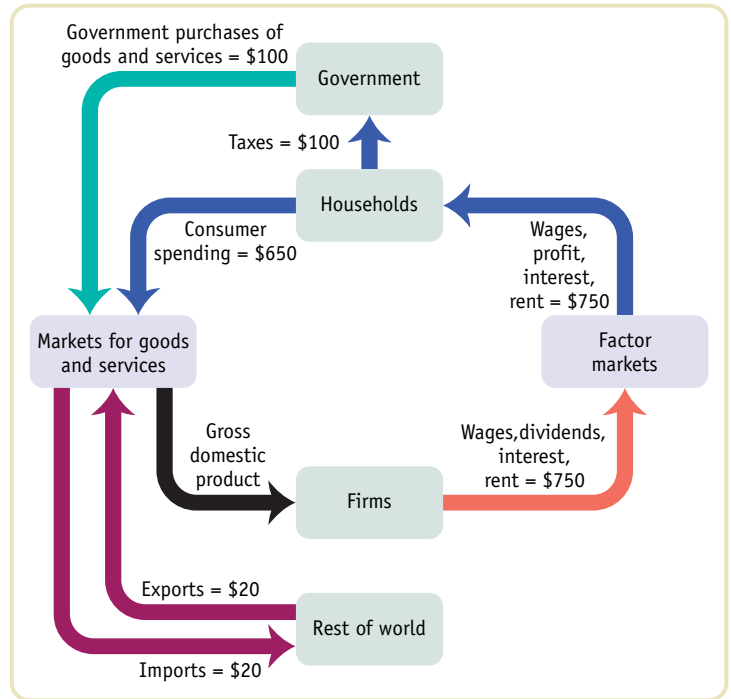 Government purchases of
goods and services = $100
Government
Taxes = $100
Households
Consumer
spending = $650
Wages,
profit,
interest,
rent = $750
Markets for goods
and services
Factor
markets
Gross
domestic
product
Wages,dividends,
interest,
rent = $750
Firms
Exports = $20
Rest of world
Imports = $20